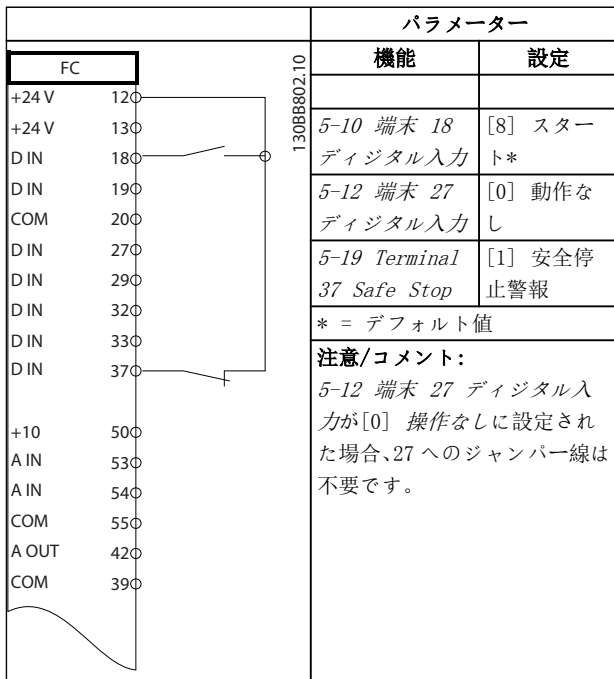 FC
+24 V 12
+24 V 13
D IN 18
D IN 19
COM 20
D IN 27
D IN 29
D IN 32
D IN 33
D IN 37
+10 50
A IN 53
A IN 54
COM 55
A OUT 42
COM 39
130BB802.10
パラメーター
機能 設定
5-10 端末 18 [8] スター
ディジタル入力 ト*
5-12 端末 27 [0] 動作な
ディジタル入力 し
5-19 Terminal [1] 安全停
37 Safe Stop 止警報
* = デフォルト値
注意/コメント:
5-12 端末 27 ディジタル入
力が[0] 操作なしに設定され
た場合、27 へのジャンパー線は
不要です。